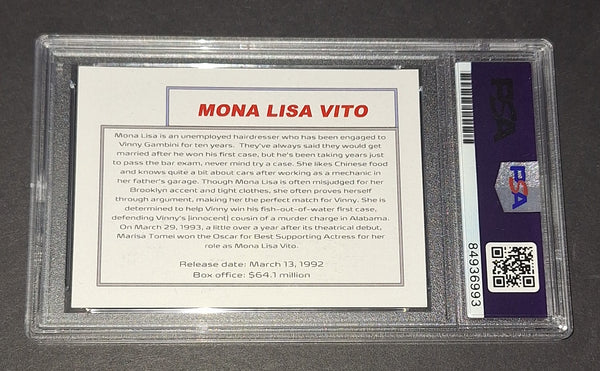 MONA LISA VITO
Mona Lisa is an unemployed hairdresser who has been engaged to
Vinny Gambini for ten years. They've always said they would get
married after he won his first case, but he's been taking years just
to pass the bar exam, never mind try a case. She likes Chinese food
and knows quite a bit about cars after working as a mechanic in
her father's garage. Though Mona Lisa is often misjudged for her
Brooklyn accent and tight clothes, she often proves herself
through argument, making her the perfect match for Vinny. She is
determined to help Vinny win his fish-out-of-water first case,
defending Vinny's [innocent] cousin of a murder charge in Alabama.
On March 29, 1993, a little over a year after its theatrical debut,
Marisa Tomei won the Oscar for Best Supporting Actress for her
role as Mona Lisa Vito.
Release date: March 13, 1992
Box office: $64.1 million
PSA
PSA
84936993